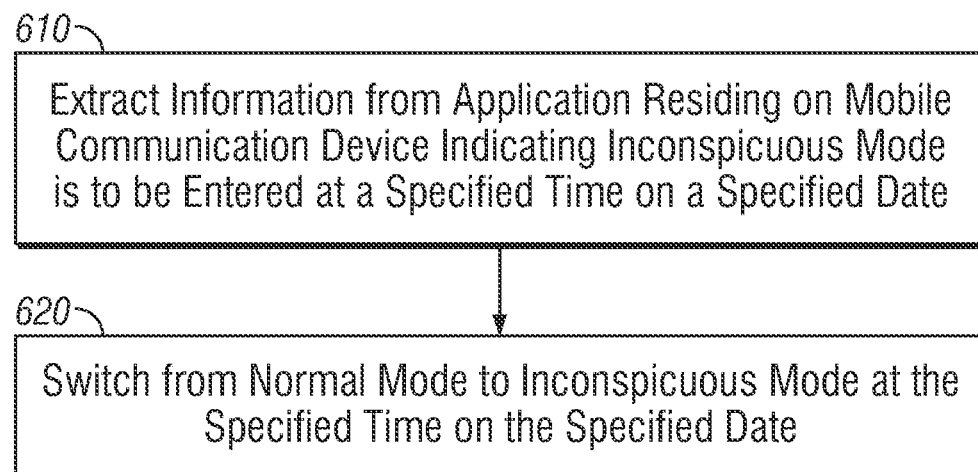 610
Extract Information from Application Residing on Mobile
Communication Device Indicating Inconspicuous Mode
is to be Entered at a Specified Time on a Specified Date
620
Switch from Normal Mode to Inconspicuous Mode at the
Specified Time on the Specified Date